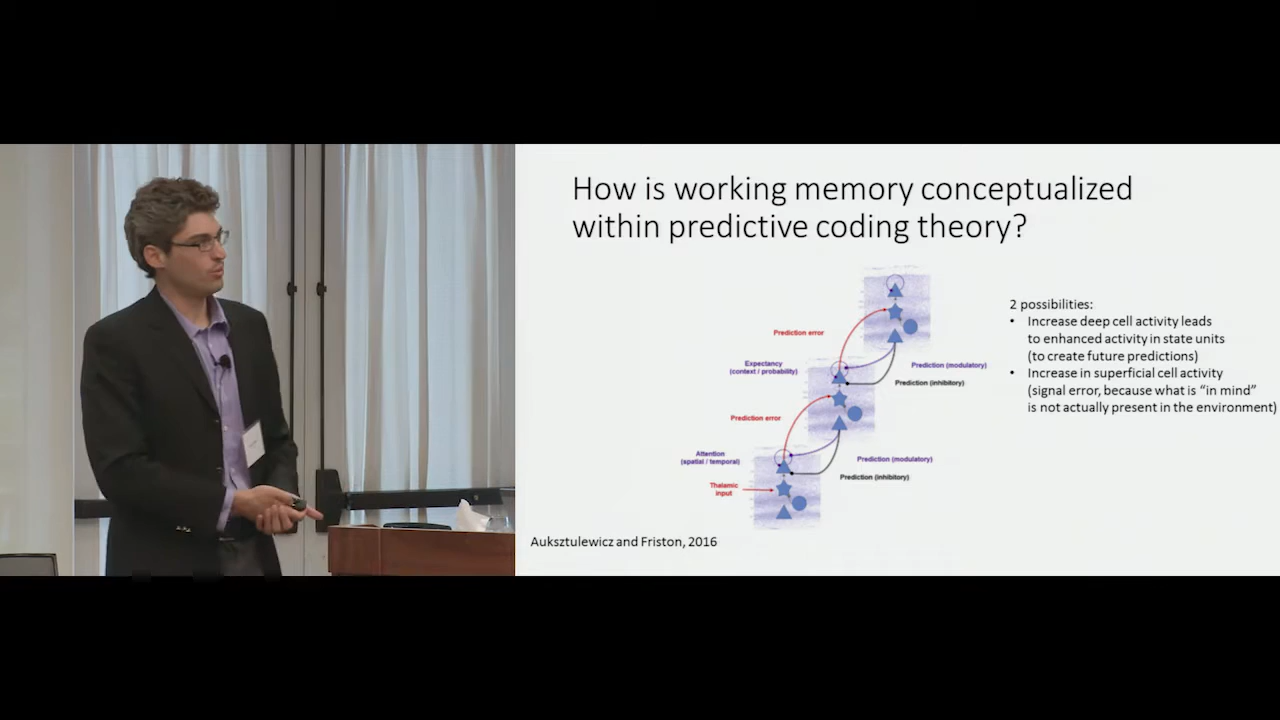 How is working memory conceptualized
within predictive coding theory?
Prediction error
Expectancy
(context / probability)
Prediction (modulatory)
Prediction (inhibitory)
Prediction error
Attention
(spatial / temporal)
Prediction (modulatory)
Prediction (inhibitory)
Thalamic
input
2 possibilities:
• Increase deep cell activity leads
to enhanced activity in state units
(to create future predictions)
• Increase in superficial cell activity
(signal error, because what is “in mind”
is not actually present in the environment)
Auksztulewicz and Friston, 2016